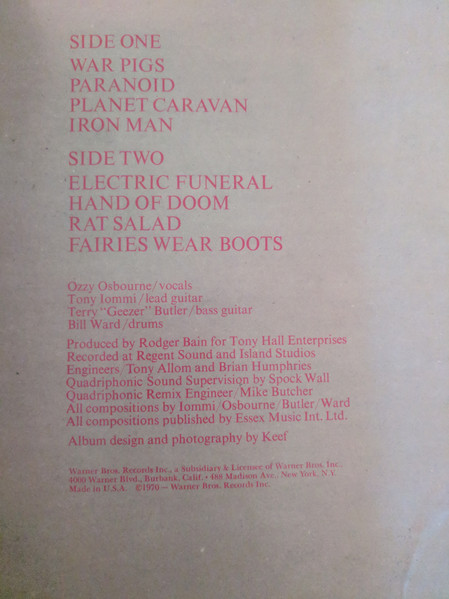 SIDE ONE
WAR PIGS
PARANOID
PLANET CARAVAN
IRON MAN
SIDE TWO
ELECTRIC FUNERAL
HAND OF DOOM
RAT SALAD
FAIRIES WEAR BOOTS
Ozzy Osbourne/vocals
Tony Iommi/lead guitar
Terry "Geezer" Butler/bass guitar
Bill Ward/drums
Produced by Rodger Bain for Tony Hall Enterprises
Recorded at Regent Sound and Island Studios
Engineers/Tony Allom and Brian Humphries
Quadriphonic Sound Supervision by Spock Wall
Quadriphonic Remix Engineer/Mike Butcher
All compositions by Iommi/Osbourne/Butler/Ward
All compositions published by Essex Music Int. Ltd.
Album design and photography by Keef
Warner Bros. Records Inc., a Subsidiary & Licensee of Warner Bros. Inc.,
4000 Warner Blvd., Burbank, Calif. • 488 Madison Ave., New York, N.Y.
Made in U.S.A. ©1970 — Warner Bros. Records Inc.